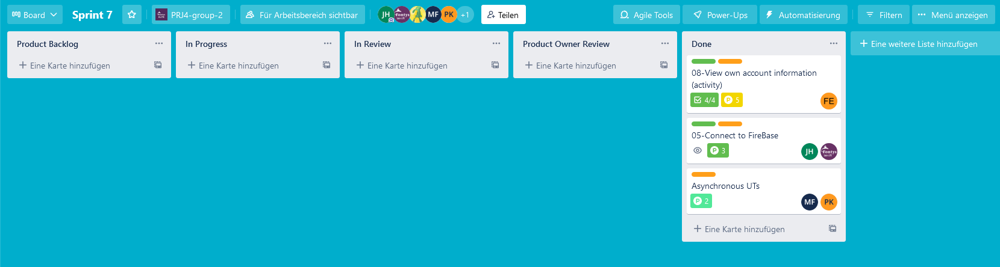 Board
Sprint 7
PRJ4-group-2
Für Arbeitsbereich sichtbar
JH
Fontys
MF
PK
+1
Teilen
Agile Tools
Power-Ups
Automatisierung
Filtern
Menü anzeigen
Product Backlog
Eine Karte hinzufügen
In Progress
Eine Karte hinzufügen
In Review
Eine Karte hinzufügen
Product Owner Review
Eine Karte hinzufügen
Done
08-View own account information
(activity)
4/4
P 5
FE
05-Connect to FireBase
P 3
JH
Fontys
Asynchronous UTs
P 2
MF
PK
Eine Karte hinzufügen
Eine weitere Liste hinzufügen